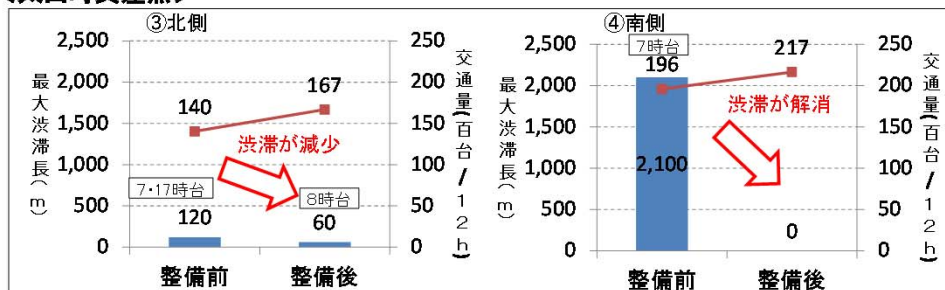 ③北側
2,500
2,000
1,500
1,000
500
0
最大渋滞長(m)
250
200
150
100
50
0
交通量(百台/12h)
140
167
渋滞が減少
7・17時台
8時台
120
60
整備前
整備後
④南側
2,500
2,000
1,500
1,000
500
0
最大渋滞長(m)
250
200
150
100
50
0
交通量(百台/12h)
7時台
196
217
渋滞が解消
2,100
0
整備前
整備後